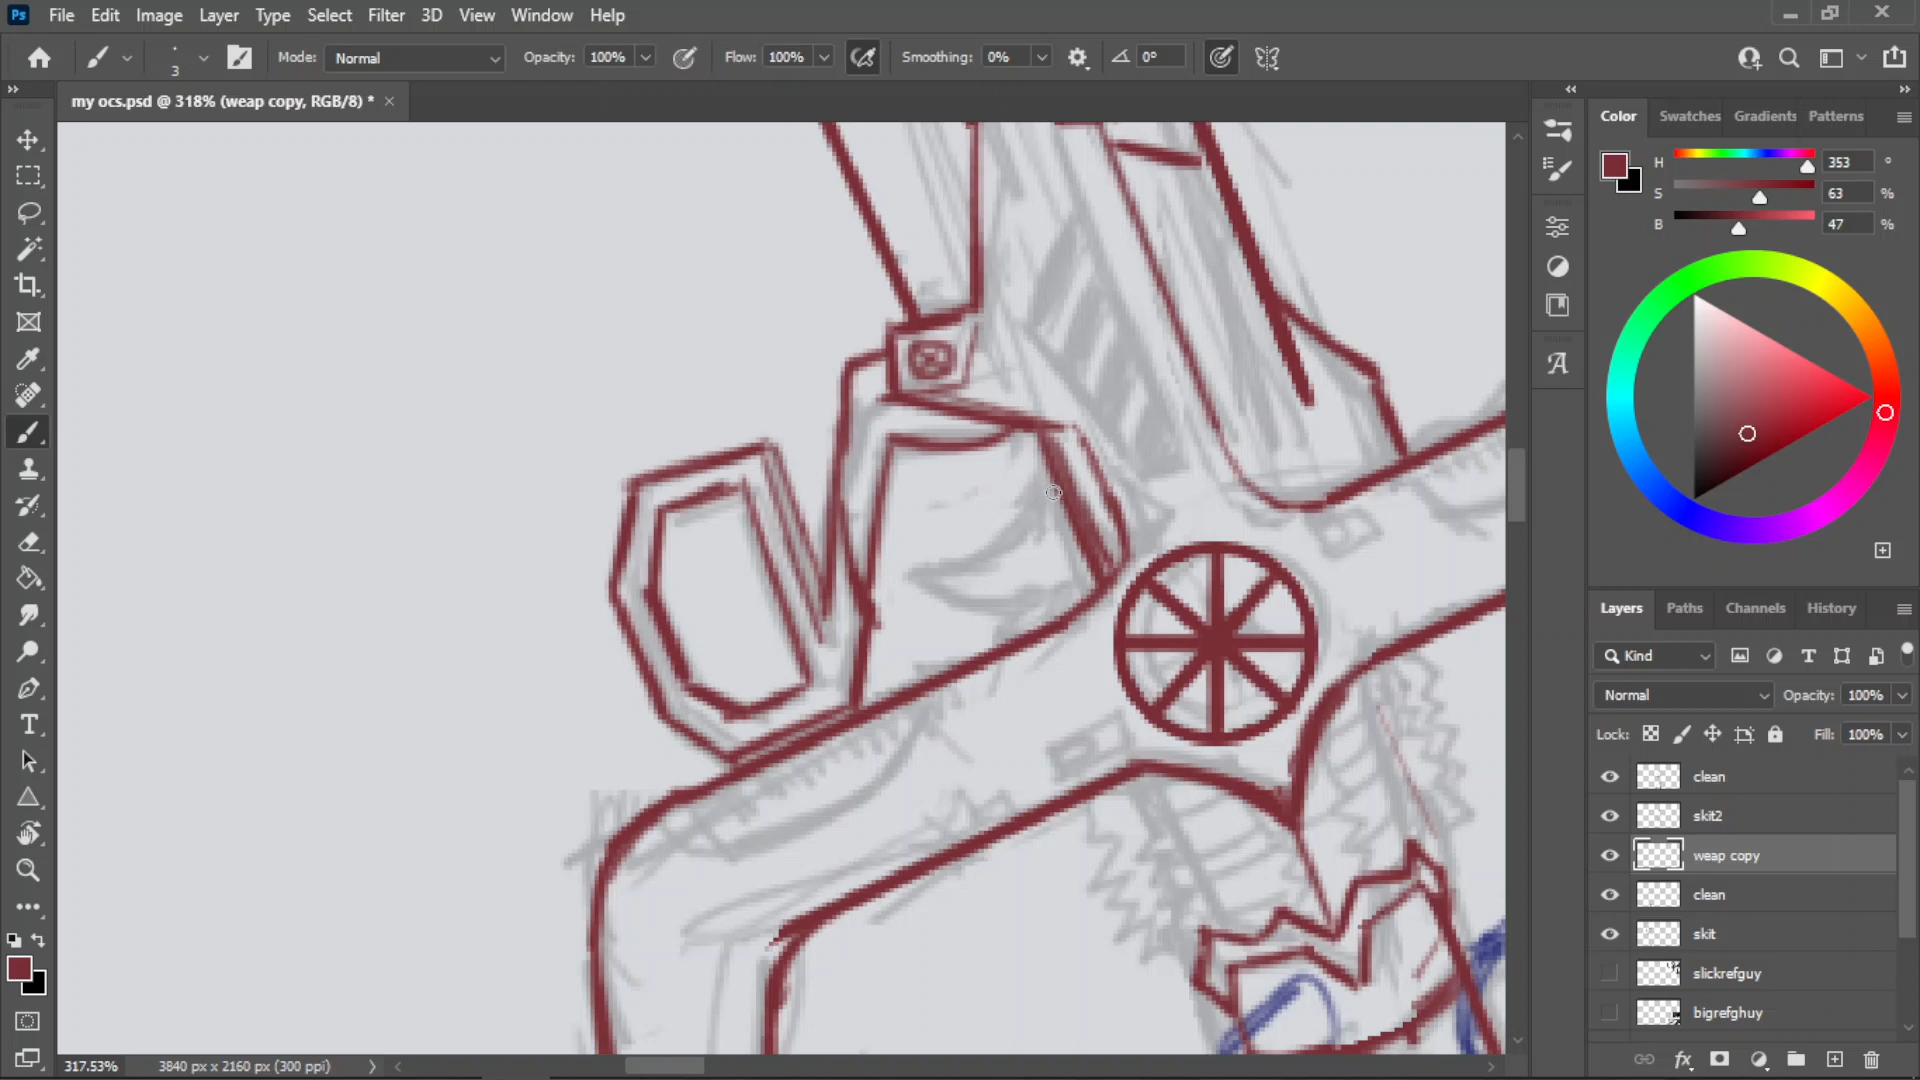 Ps File Edit Image Layer Type Select Filter 3D View Window Help
3 Mode: Normal Opacity: 100% Flow: 100% Smoothing: 0% 0°
my ocs.psd @ 318% (weap copy, RGB/8) *
Color Swatches Gradients Patterns
H 353 °
S 63 %
B 47 %
Layers Paths Channels History
Kind
Normal Opacity: 100%
Lock: Fill: 100%
clean
skit2
weap copy
clean
skit
slickrefguy
bigrefghuy
317.53% 3840 px x 2160 px (300 ppi)